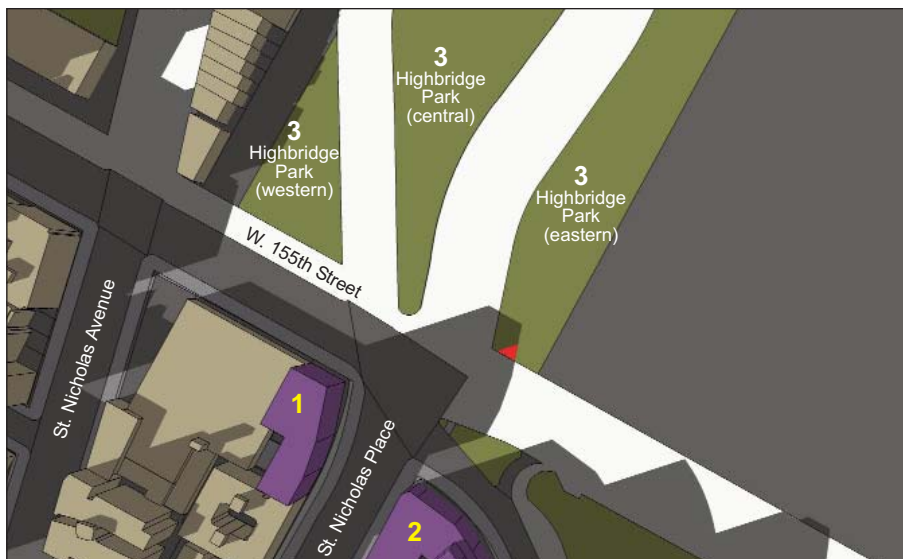 3
Highbridge
Park
(central)
3
Highbridge
Park
(western)
3
Highbridge
Park
(eastern)
W. 155th Street
St. Nicholas Avenue
1
St. Nicholas Place
2